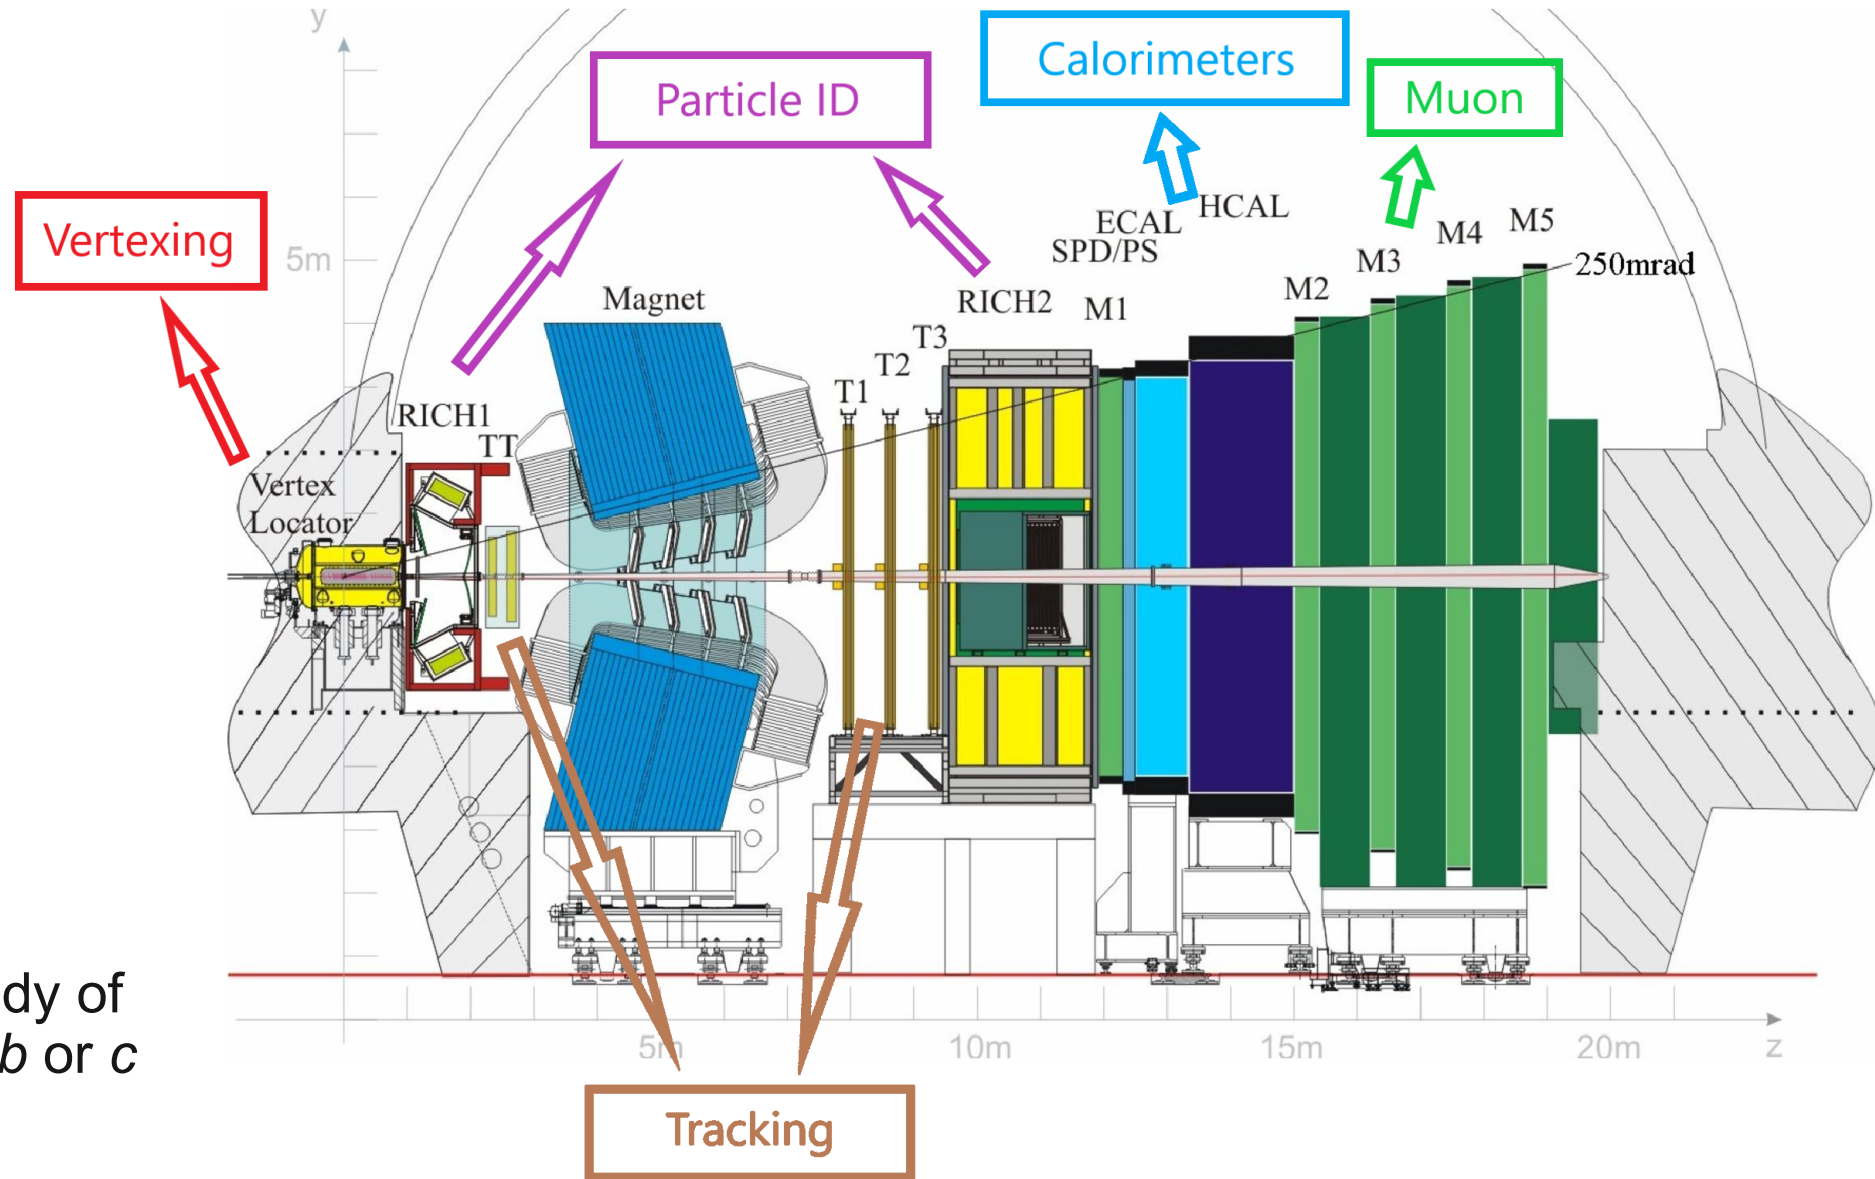 y
Particle ID
Calorimeters
Muon
Vertexing
5m
Magnet
RICH1
TT
Vertex
Locator
T1
T2
T3
RICH2
SPD/PS
ECAL
HCAL
M1
M2
M3
M4
M5
250mrad
dy of
b or c
5m
10m
15m
20m
z
Tracking